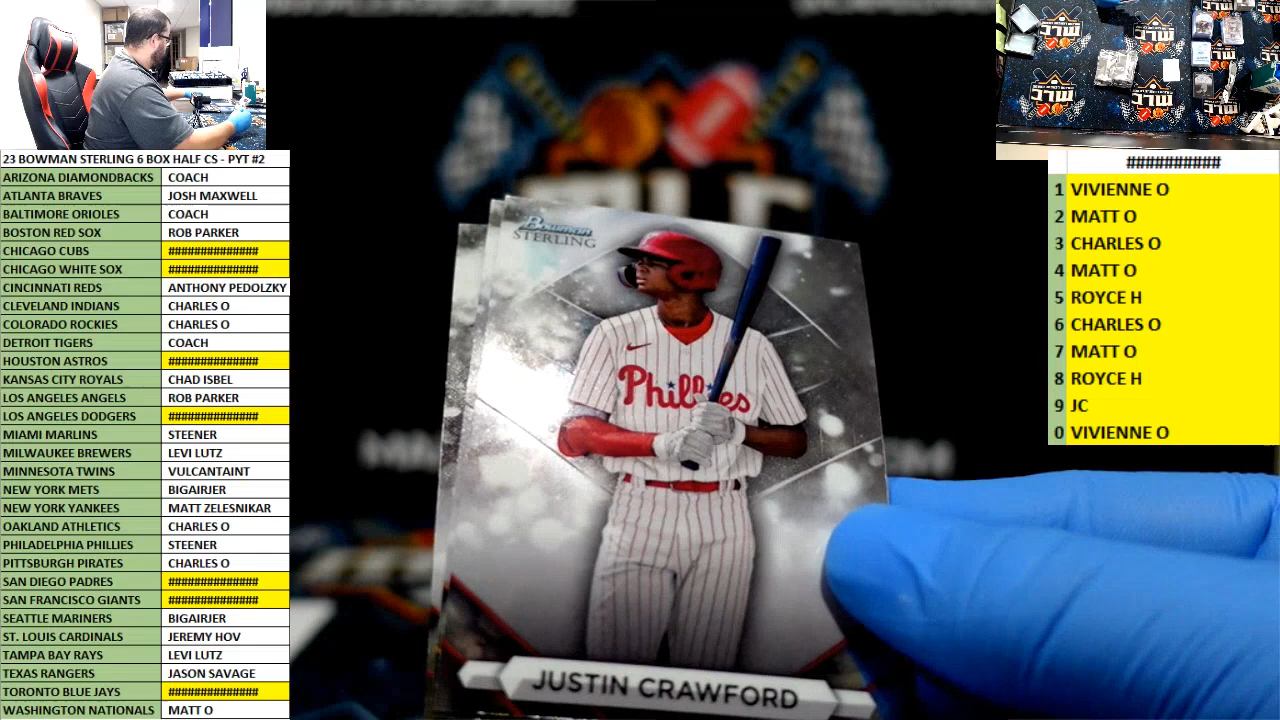 23 BOWMAN STERLING 6 BOX HALF CS - PYT #2
ARIZONA DIAMONDBACKS COACH
ATLANTA BRAVES JOSH MAXWELL
BALTIMORE ORIOLES COACH
BOSTON RED SOX ROB PARKER
CHICAGO CUBS ##############
CHICAGO WHITE SOX ##############
CINCINNATI REDS ANTHONY PEDOLZKY
CLEVELAND INDIANS CHARLES O
COLORADO ROCKIES CHARLES O
DETROIT TIGERS COACH
HOUSTON ASTROS ##############
KANSAS CITY ROYALS CHAD ISBEL
LOS ANGELES ANGELS ROB PARKER
LOS ANGELES DODGERS ##############
MIAMI MARLINS STEENER
MILWAUKEE BREWERS LEVI LUTZ
MINNESOTA TWINS VULCANTAINT
NEW YORK METS BIGAIRJER
NEW YORK YANKEES MATT ZELESNIKAR
OAKLAND ATHLETICS CHARLES O
PHILADELPHIA PHILLIES STEENER
PITTSBURGH PIRATES CHARLES O
SAN DIEGO PADRES ##############
SAN FRANCISCO GIANTS ##############
SEATTLE MARINERS BIGAIRJER
ST. LOUIS CARDINALS JEREMY HOV
TAMPA BAY RAYS LEVI LUTZ
TEXAS RANGERS JASON SAVAGE
TORONTO BLUE JAYS ##############
WASHINGTON NATIONALS MATT O
Bowman
STERLING
Phillies
JUSTIN CRAWFORD
##########
1 VIVIENNE O
2 MATT O
3 CHARLES O
4 MATT O
5 ROYCE H
6 CHARLES O
7 MATT O
8 ROYCE H
9 JC
0 VIVIENNE O